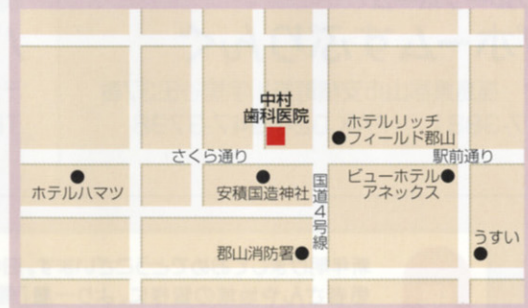 中村
歯科医院
ホテルリッチ
フィールド郡山
さくら通り
駅前通り
ホテルハマツ
安積国造神社
国道4号線
ビューホテル
アネックス
郡山消防署
うすい